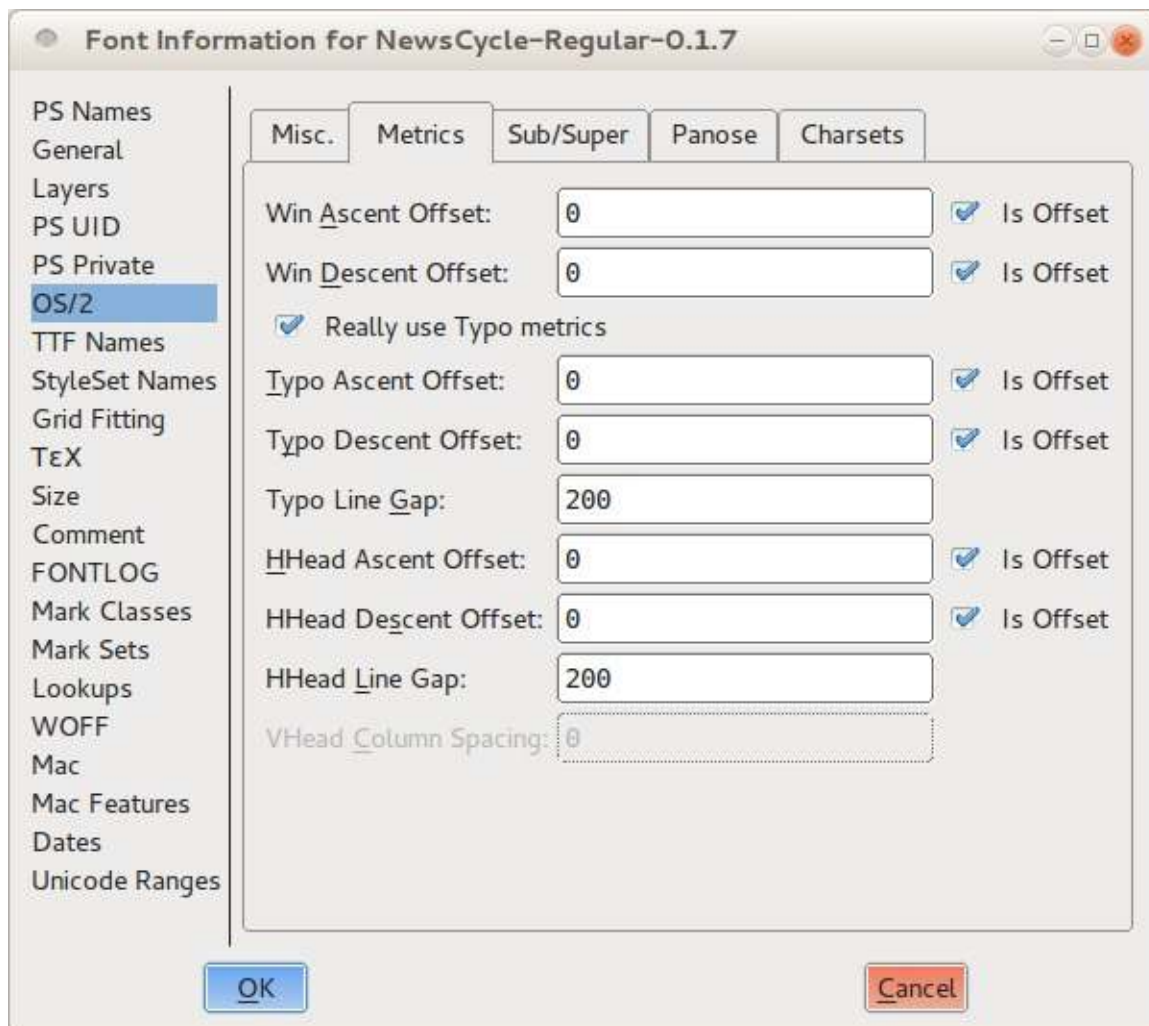 Font Information for NewsCycle-Regular-0.1.7
PS Names
General
Layers
PS UID
PS Private
OS/2
TTF Names
StyleSet Names
Grid Fitting
TεX
Size
Comment
FONTLOG
Mark Classes
Mark Sets
Lookups
WOFF
Mac
Mac Features
Dates
Unicode Ranges
Misc. Metrics Sub/Super Panose Charsets
Win Ascent Offset: 0 Is Offset
Win Descent Offset: 0 Is Offset
Really use Typo metrics
Typo Ascent Offset: 0 Is Offset
Typo Descent Offset: 0 Is Offset
Typo Line Gap: 200
HHead Ascent Offset: 0 Is Offset
HHead Descent Offset: 0 Is Offset
HHead Line Gap: 200
VHead Column Spacing: 0
OK Cancel